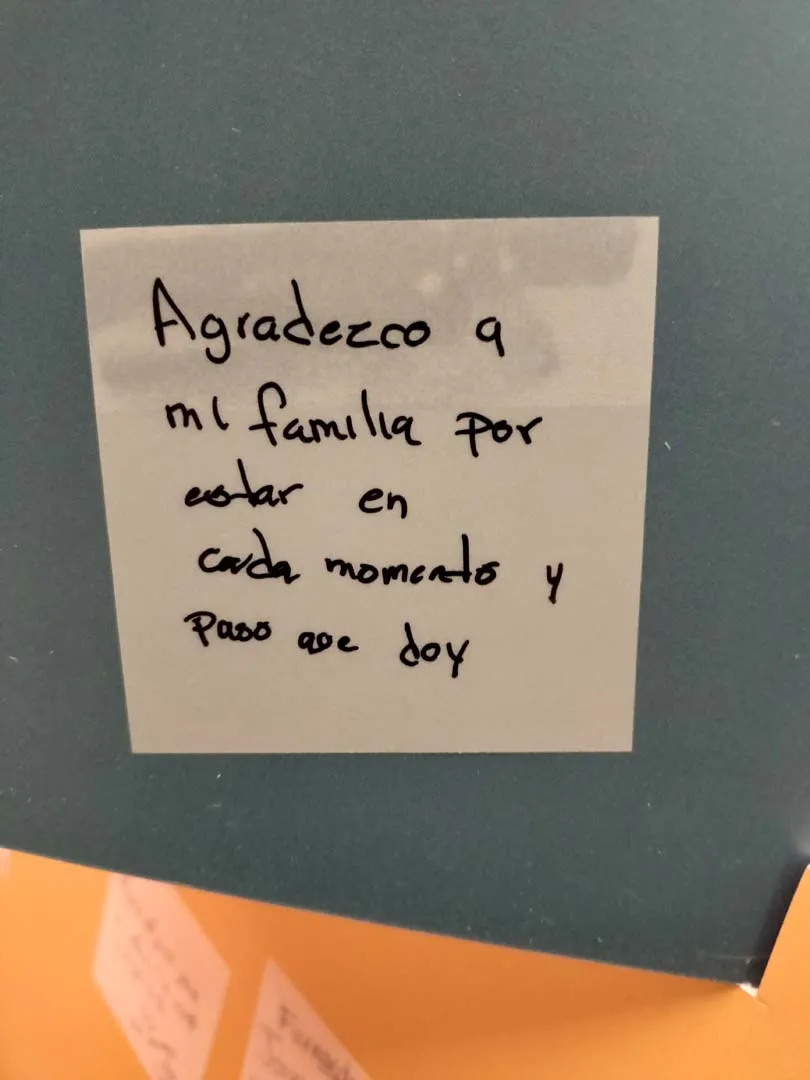 Agradezco a
mi familia por
estar en
cada momento y
Paso que doy